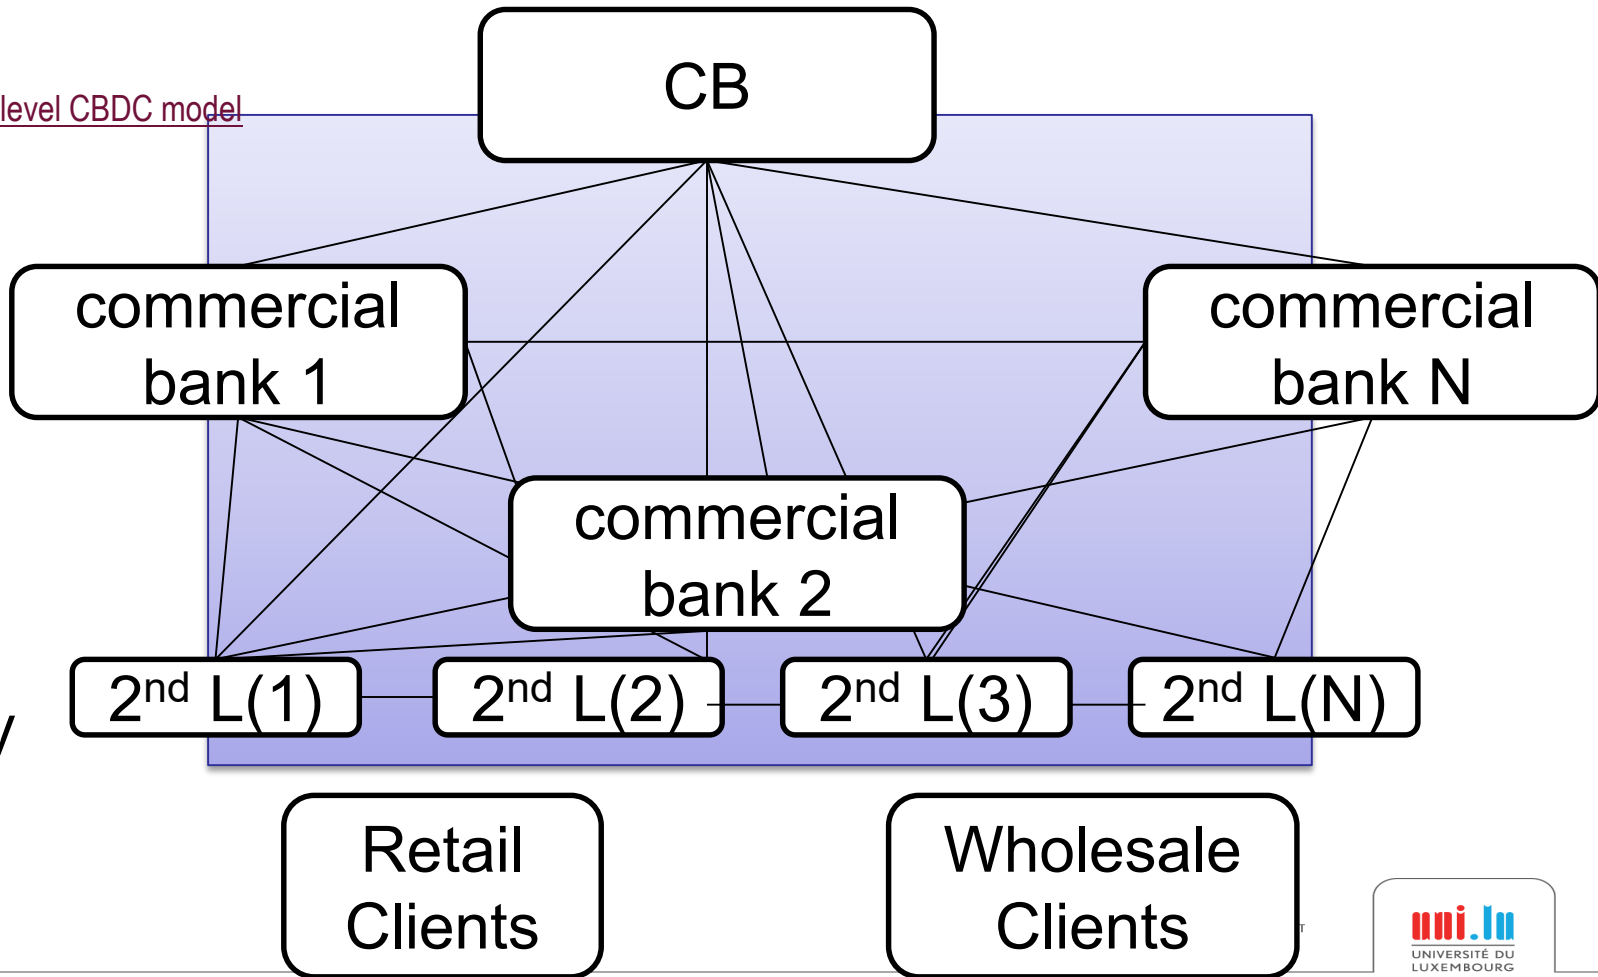 CB
level CBDC model
commercial
bank 1
commercial
bank N
commercial
bank 2
2nd L(1)
2nd L(2)
2nd L(3)
2nd L(N)
y
Retail
Clients
Wholesale
Clients
T
uni.lu
UNIVERSITÉ DU
LUXEMBOURG